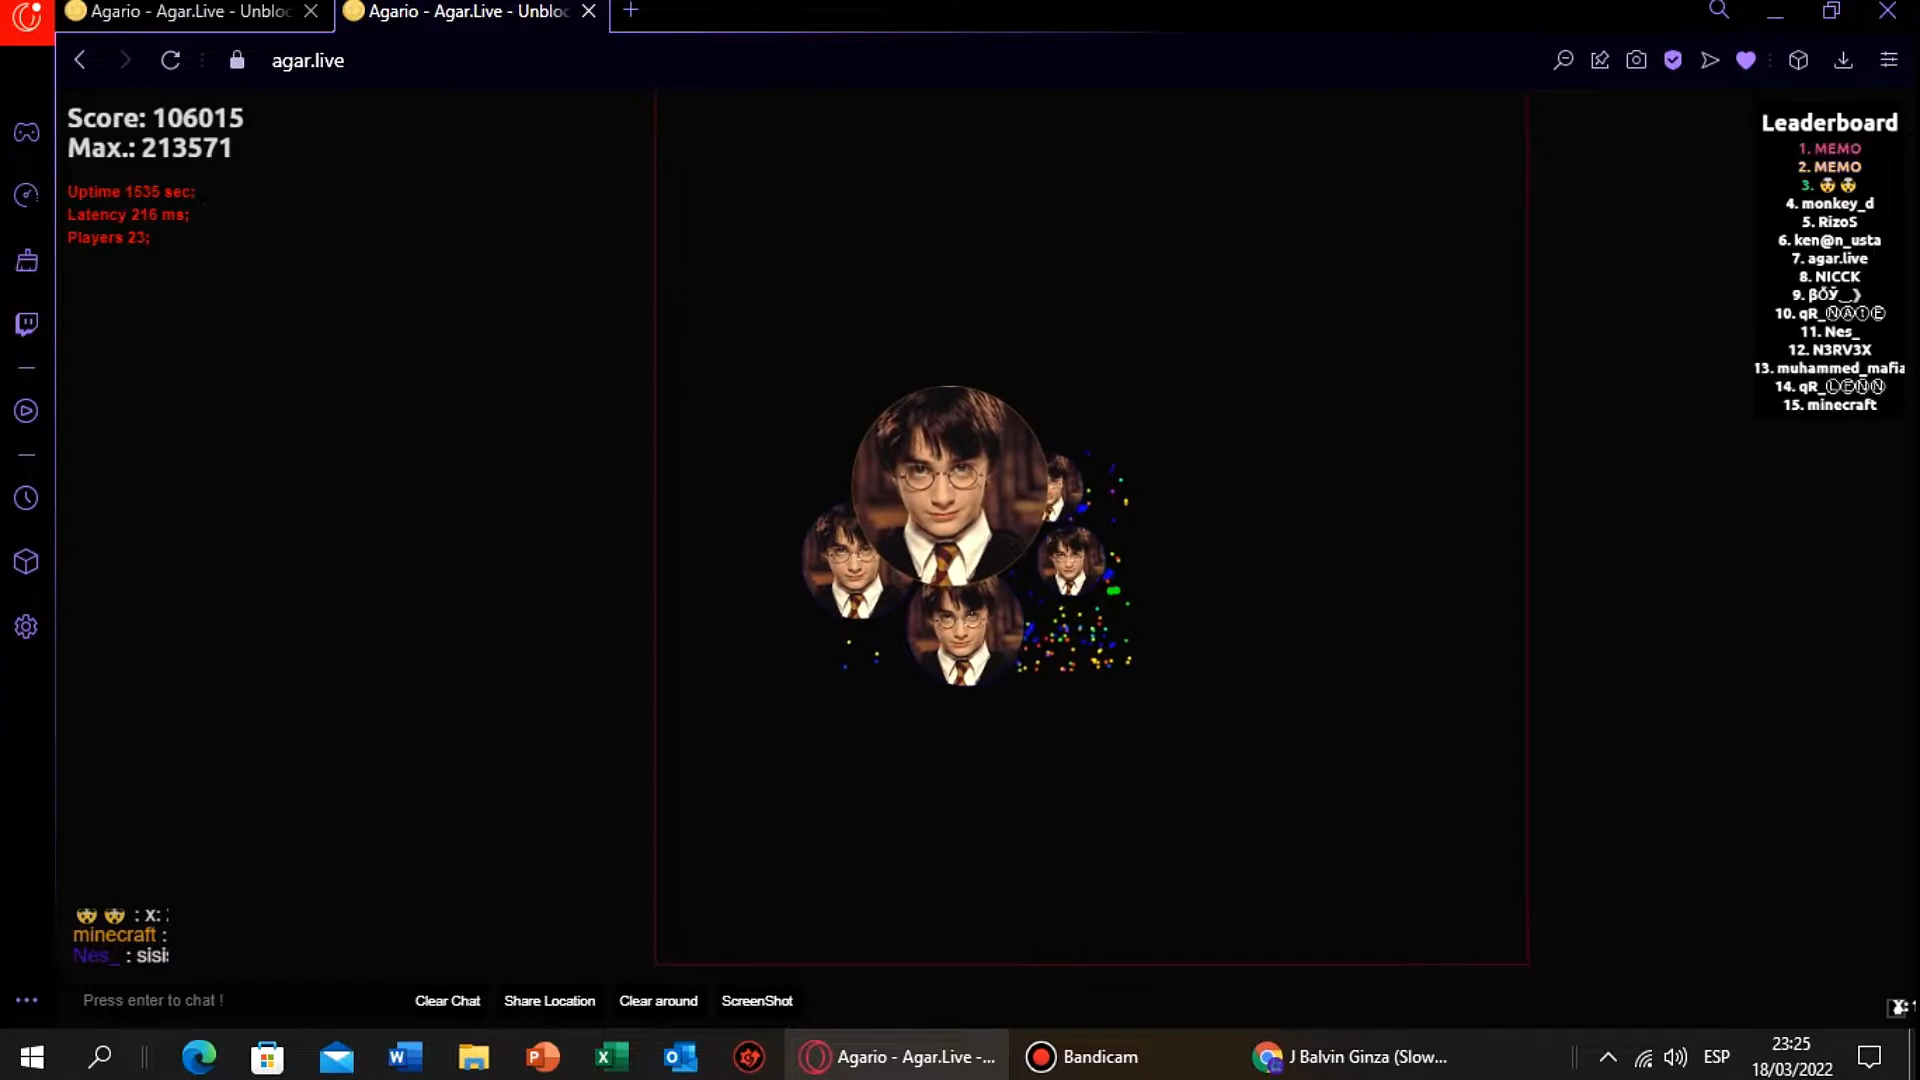 Agario - Agar.Live - Unbloc
Agario - Agar.Live - Unbloc
agar.live
Score: 106015
Max.: 213571
Uptime 1535 sec;
Latency 216 ms;
Players 23;
Leaderboard
1. MEMO
2. MEMO
3. 🤯 🤯
4. monkey_d
5. RizoS
6. ken@n_usta
7. agar.live
8. NICCK
9.
10. qR_ⓃⒶⒾⒺ
11. Nes_
12. N3RV3X
13. muhammed_mafia
14. qR_ⓁⒺⓃⓃ
15. minecraft
🤯 🤯 : x:
minecraft :
Nes_ : sisi
Press enter to chat !
Clear Chat
Share Location
Clear around
ScreenShot
X:
Agario - Agar.Live -...
Bandicam
J Balvin Ginza (Slow...
ESP
23:25
18/03/2022